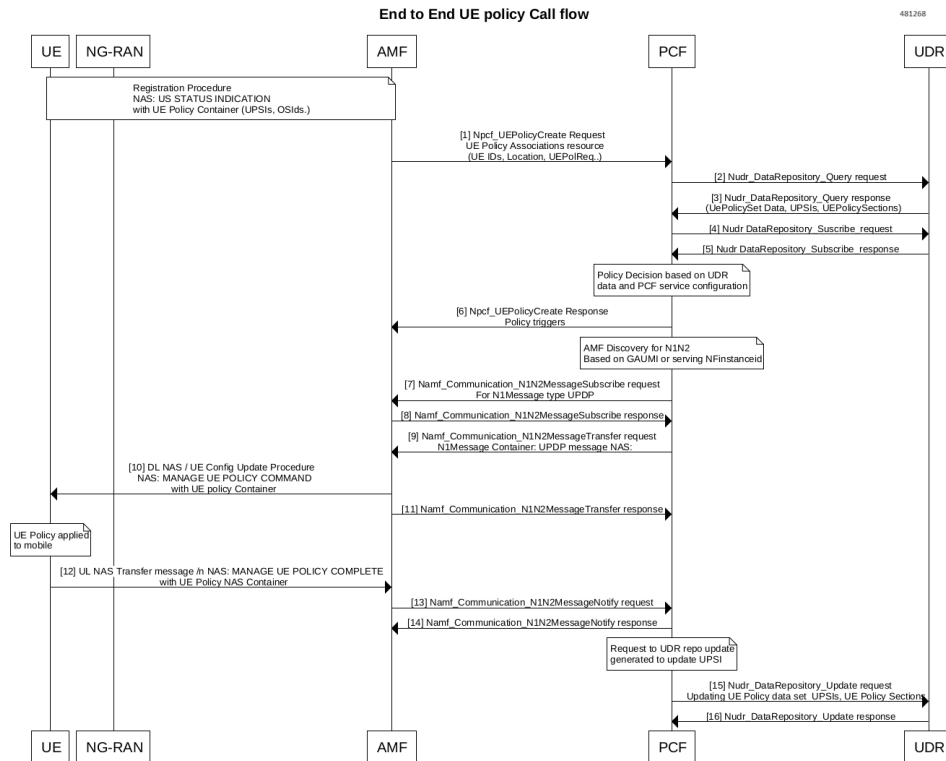 End to End UE policy Call flow
481268
UE
NG-RAN
AMF
PCF
UDR
Registration Procedure
NAS: US STATUS INDICATION
with UE Policy Container (UPSIs, OSIds.)
[1] Npcf_UEPolicyCreate Request
UE Policy Associations resource
(UE IDs, Location, UEPolReq..)
[2] Nudr_DataRepository_Query request
[3] Nudr_DataRepository_Query response
(UePolicySet Data, UPSIs, UEPolicySections)
[4] Nudr DataRepository_Suscribe request
[5] Nudr DataRepository_Subscribe response
Policy Decision based on UDR
data and PCF service configuration
[6] Npcf_UEPolicyCreate Response
Policy triggers
AMF Discovery for N1N2
Based on GAUMI or serving NFinstanceid
[7] Namf_Communication_N1N2MessageSubscribe request
For N1Message type UPDP
[8] Namf_Communication_N1N2MessageSubscribe response
[9] Namf_Communication_N1N2MessageTransfer request
N1Message Container: UPDP message NAS:
[10] DL NAS / UE Config Update Procedure
NAS: MANAGE UE POLICY COMMAND
with UE policy Container
[11] Namf_Communication_N1N2MessageTransfer response
UE Policy applied
to mobile
[12] UL NAS Transfer message /n NAS: MANAGE UE POLICY COMPLETE
with UE Policy NAS Container
[13] Namf_Communication_N1N2MessageNotify request
[14] Namf_Communication_N1N2MessageNotify response
Request to UDR repo update
generated to update UPSI
[15] Nudr_DataRepository_Update request
Updating UE Policy data set UPSIs, UE Policy Sections
[16] Nudr_DataRepository_Update response
UE
NG-RAN
AMF
PCF
UDR